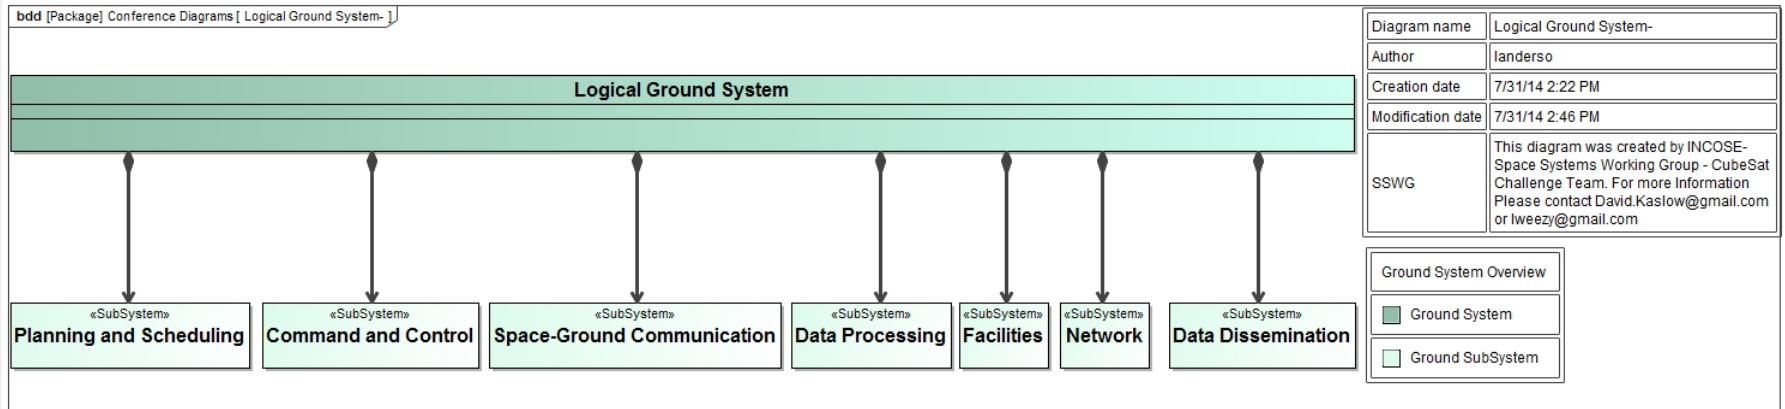 bdd [Package] Conference Diagrams [ Logical Ground System- ]
Logical Ground System
«SubSystem» «SubSystem» «SubSystem» «SubSystem» «SubSystem» «SubSystem» «SubSystem»
Planning and Scheduling Command and Control Space-Ground Communication Data Processing Facilities Network Data Dissemination
Diagram name Logical Ground System-
Author landerso
Creation date 7/31/14 2:22 PM
Modification date 7/31/14 2:46 PM
SSWG
This diagram was created by INCOSE-
Space Systems Working Group - CubeSat
Challenge Team. For more Information
Please contact David.Kaslow@gmail.com
or lweezy@gmail.com
Ground System Overview
Ground System
Ground SubSystem